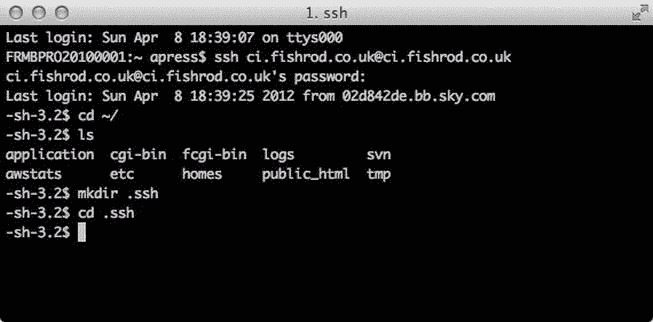 1. ssh
Last login: Sun Apr  8 18:39:07 on ttys000
FRMBPRO20100001:~ apress$ ssh ci.fishrod.co.uk@ci.fishrod.co.uk
ci.fishrod.co.uk@ci.fishrod.co.uk's password:
Last login: Sun Apr  8 18:39:25 2012 from 02d842de.bb.sky.com
-sh-3.2$ cd ~/
-sh-3.2$ ls
application  cgi-bin  fcgi-bin  logs         svn
awstats      etc      homes     public_html  tmp
-sh-3.2$ mkdir .ssh
-sh-3.2$ cd .ssh
-sh-3.2$